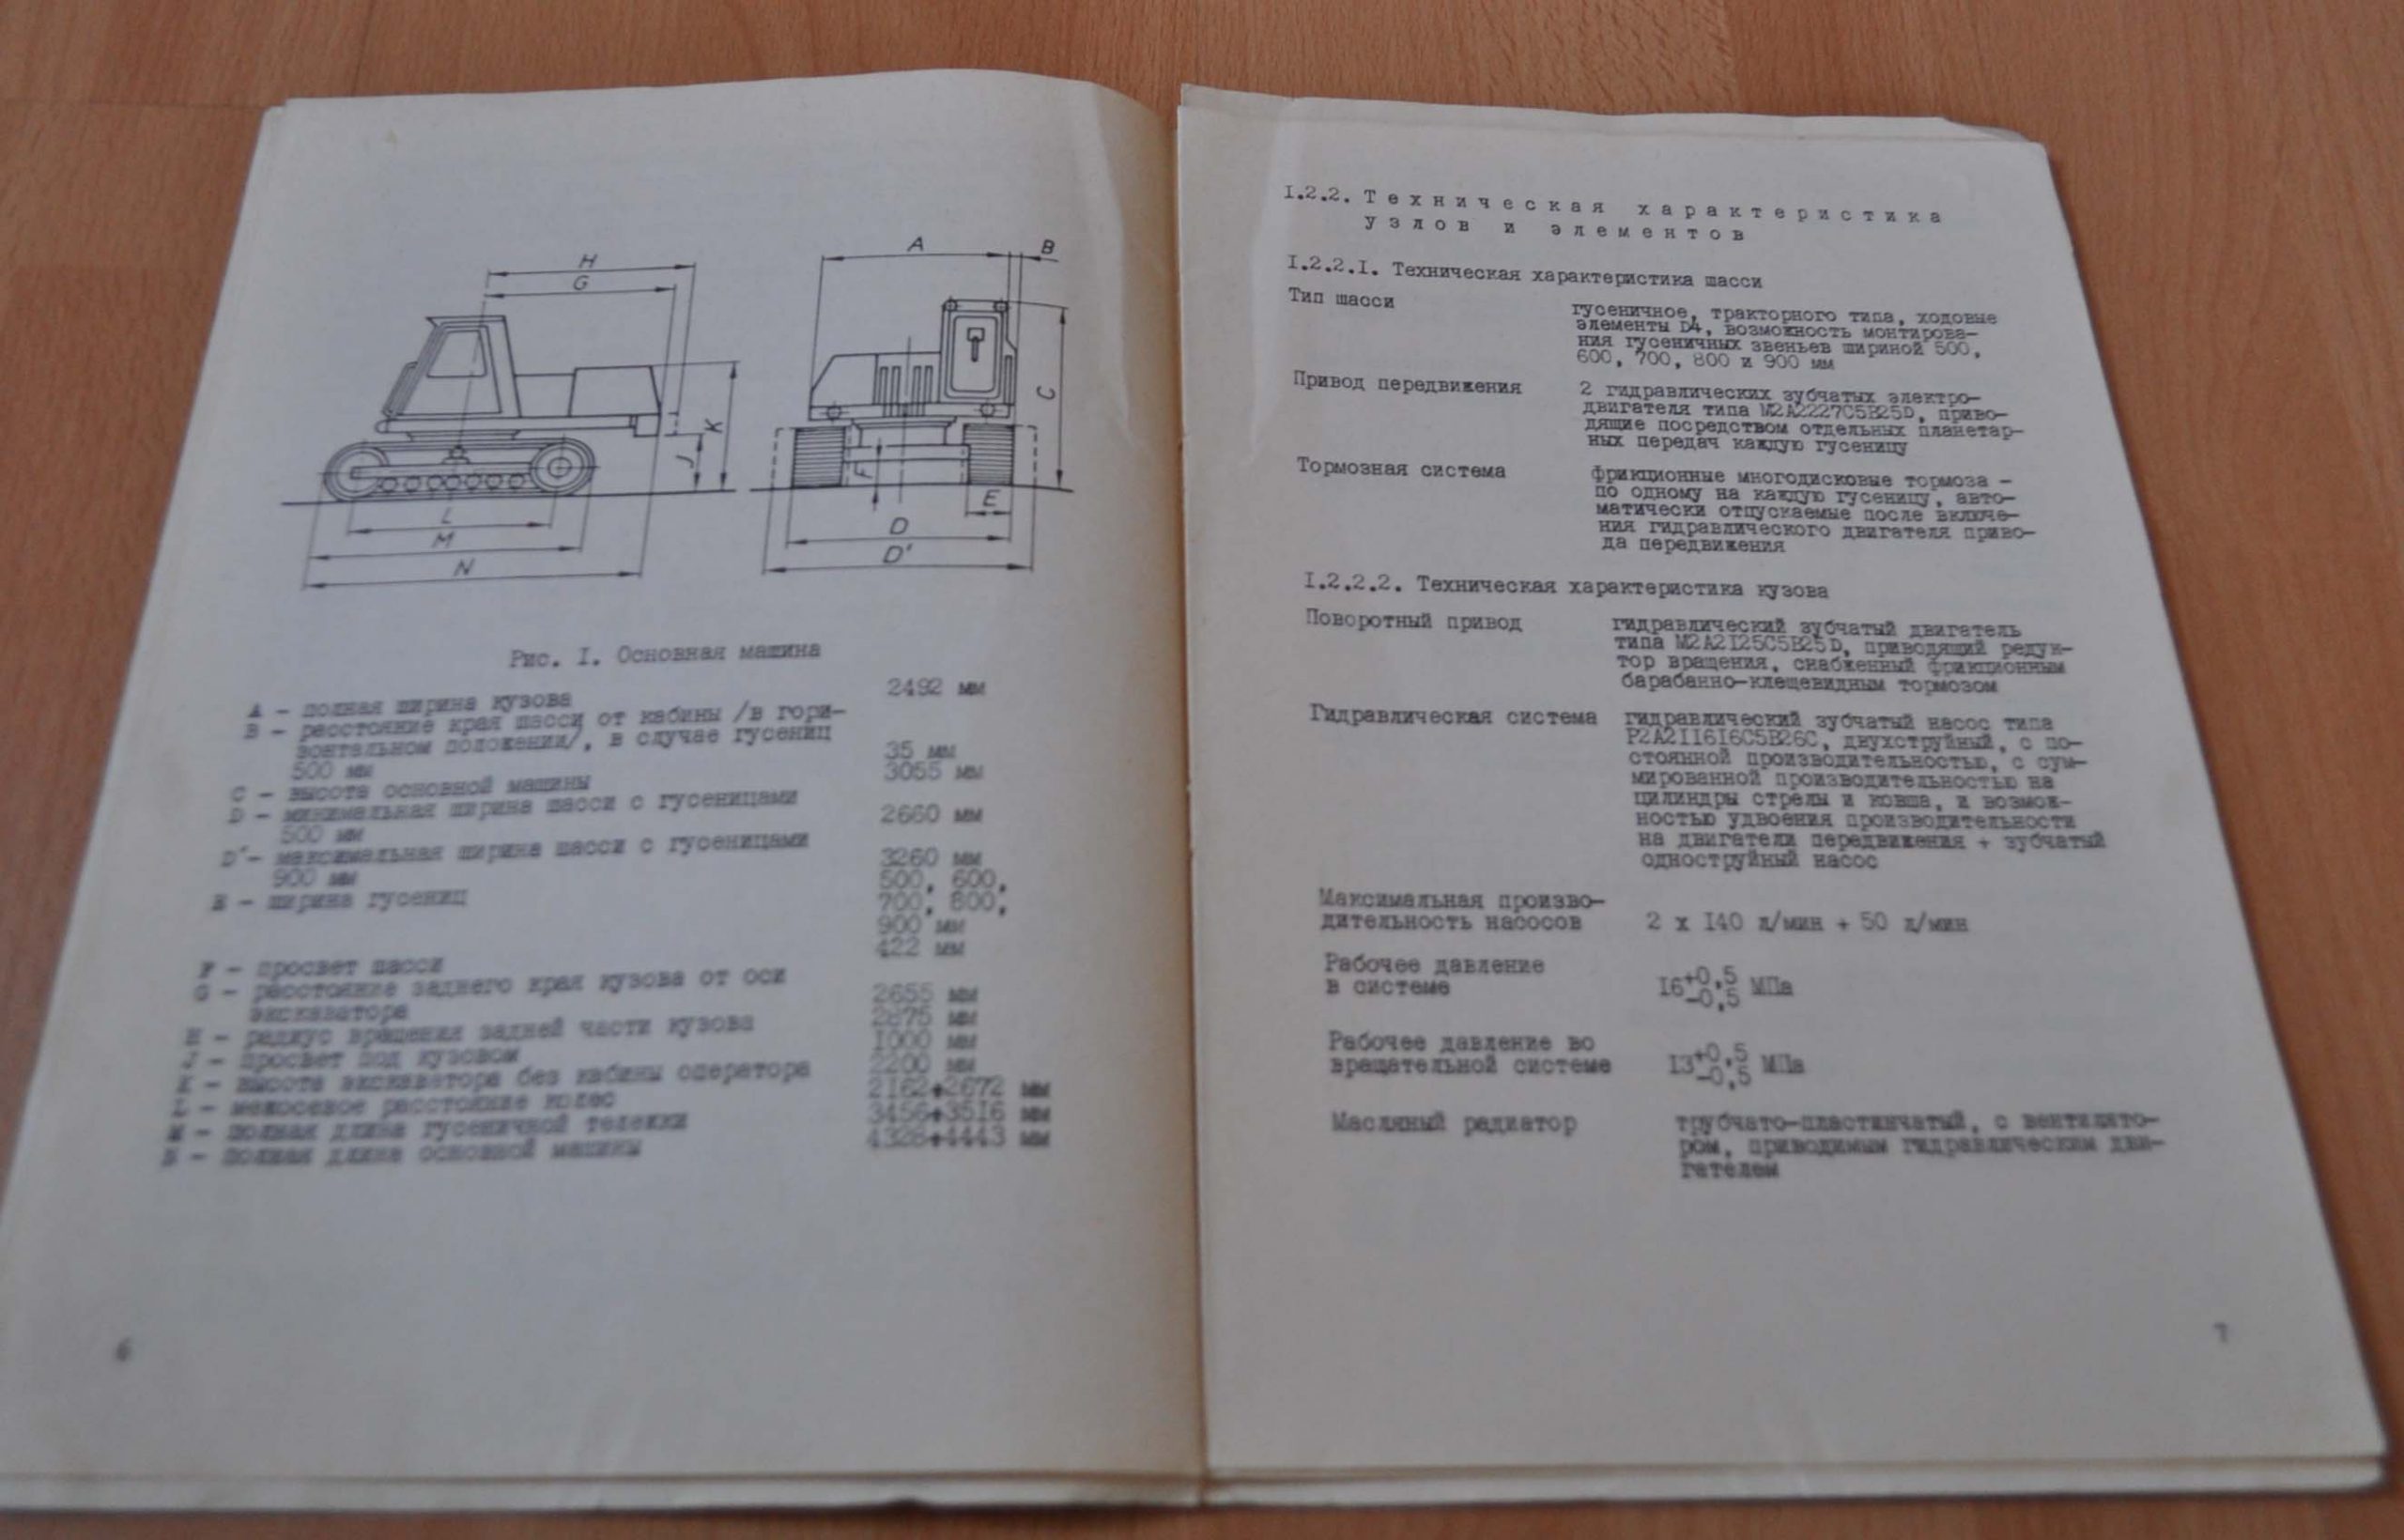 H
G
K
J
L
M
N
A
B
C
F
E
D
D'
Рис. I. Основная машина
A - полная ширина кузова 2492 мм
B - расстояние края шасси от кабины /в гори-
зонтальном положении/, в случае гусениц
500 мм 35 мм
C - высота основной машины 3055 мм
D - минимальная ширина шасси с гусеницами
500 мм 2660 мм
D'- максимальная ширина шасси с гусеницами
900 мм 3260 мм
E - ширина гусениц 500, 600,
700, 800,
900 мм
F - просвет шасси 422 мм
G - расстояние заднего края кузова от оси
экскаватора 2655 мм
H - радиус вращения задней части кузова мм
J - просвет под кузовом 1000 мм
K - высота экскаватора без кабины оператора 2200 мм
L - межосевое расстояние колес 2162+2672 мм
M - полная длина гусеничной тележки 3456+3516 мм
N - полная длина основной машины 4328+4443 мм
6
I.2.2. Техническая характеристика
узлов и элементов
I.2.2.I. Техническая характеристика шасси
Тип шасси гусеничное, тракторного типа, ходовые
элементы D4, возможность монтирова-
ния гусеничных звеньев шириной 500,
600, 700, 800 и 900 мм
Привод передвижения 2 гидравлических зубчатых электро-
двигателя типа M2A2227C5B25D, приво-
дящие посредством отдельных планетар-
ных передач каждую гусеницу
Тормозная система фрикционные многодисковые тормоза -
по одному на каждую гусеницу, авто-
матически отпускаемые после включе-
ния гидравлического двигателя приво-
да передвижения
I.2.2.2. Техническая характеристика кузова
Поворотный привод гидравлический зубчатый двигатель
типа M2A2I25C5B25D, приводящий редук-
тор вращения, снабженный фрикционным
барабанно-клещевидным тормозом
Гидравлическая система гидравлический зубчатый насос типа
P2A2II6I6C5B26C, двухструйный, с по-
стоянной производительностью, с сум-
мированной производительностью на
цилиндры стрелы и ковша, и возмож-
ностью удвоения производительности
на двигатели передвижения + зубчатый
одноструйный насос
Максимальная произво-
дительность насосов 2 x I40 л/мин + 50 л/мин
Рабочее давление
в системе I6+0,5 -0,5 МПа
Рабочее давление во
вращательной системе I3+0,5 -0,5 МПа
Масляный радиатор трубчато-пластинчатый, с вентилято-
ром, приводимым гидравлическим дви-
гателем
7